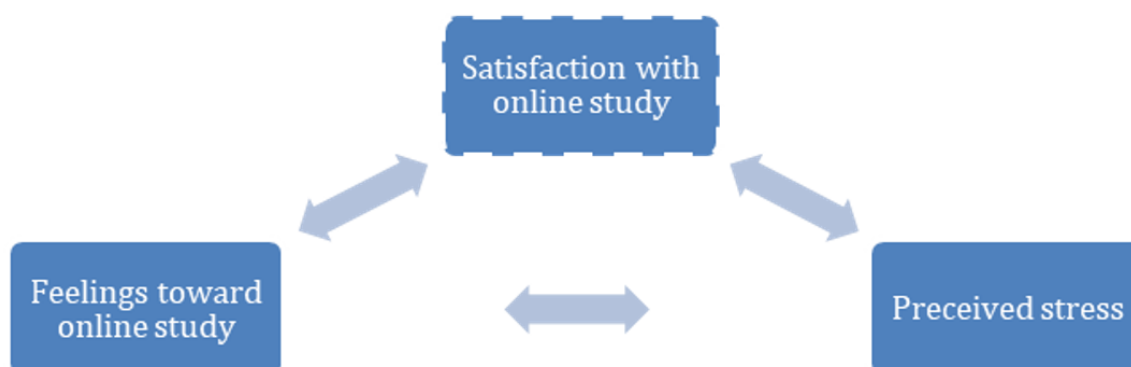 Satisfaction with
online study
Feelings toward
online study
Preceived stress